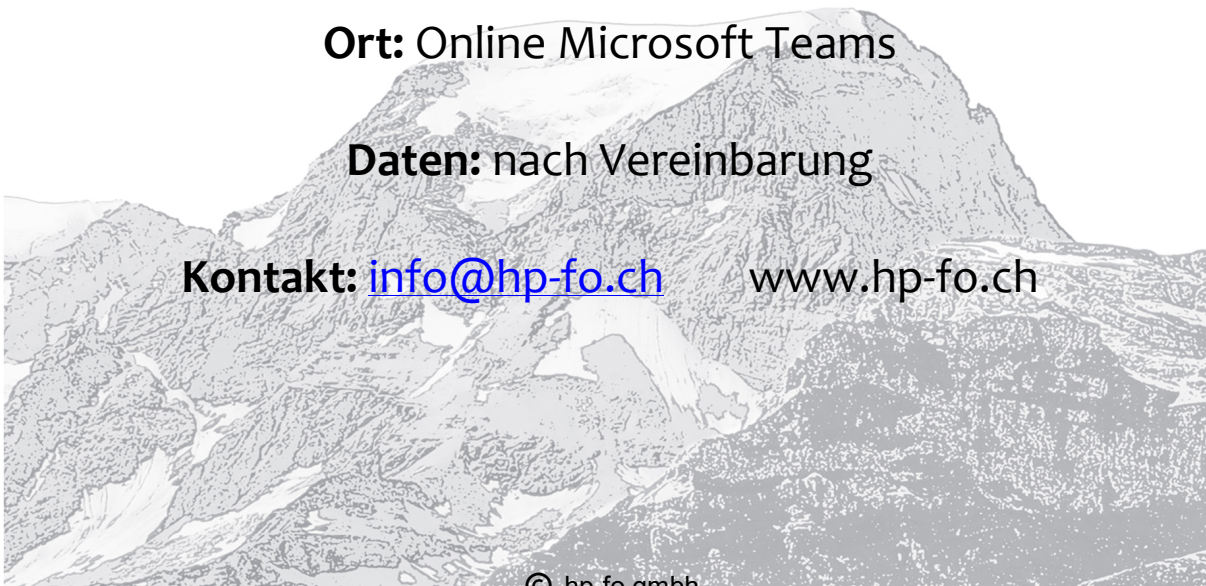 Ort: Online Microsoft Teams
Daten: nach Vereinbarung
Kontakt: info@hp-fo.ch www.hp-fo.ch
© hp-fo gmbh